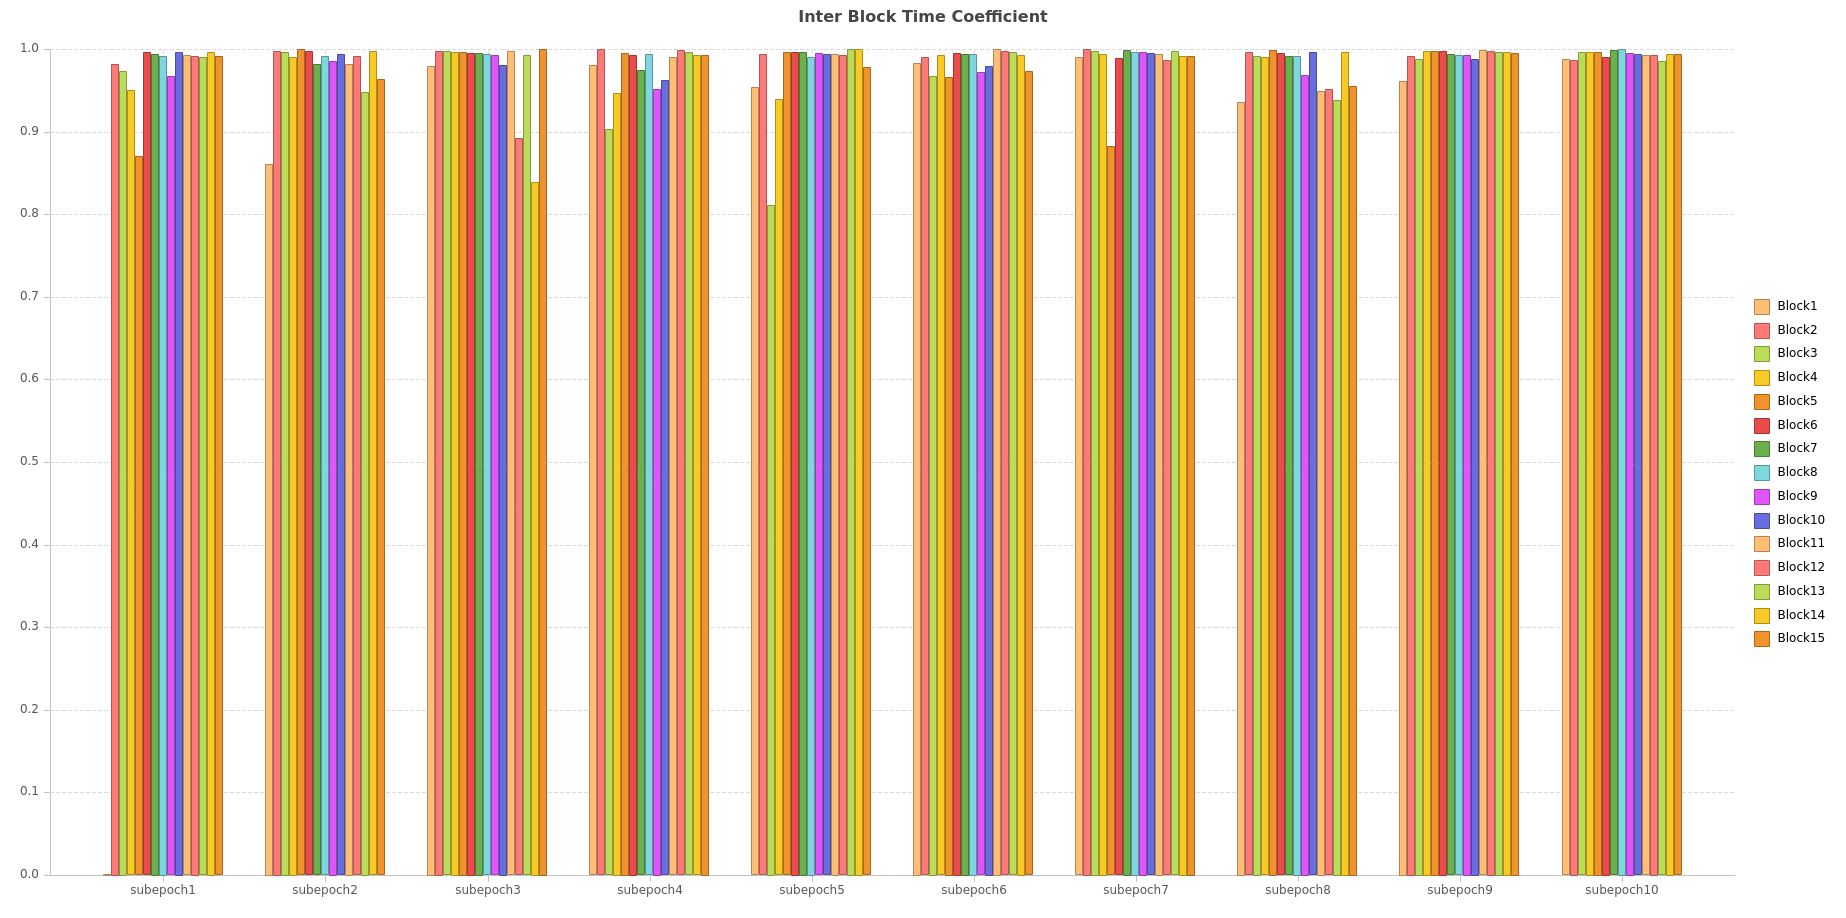 Inter Block Time Coefficient
1.0
0.9
0.8
0.7
0.6
0.5
0.4
0.3
0.2
0.1
0.0
subepoch1 subepoch2 subepoch3 subepoch4 subepoch5 subepoch6 subepoch7 subepoch8 subepoch9 subepoch10
Block1
Block2
Block3
Block4
Block5
Block6
Block7
Block8
Block9
Block10
Block11
Block12
Block13
Block14
Block15